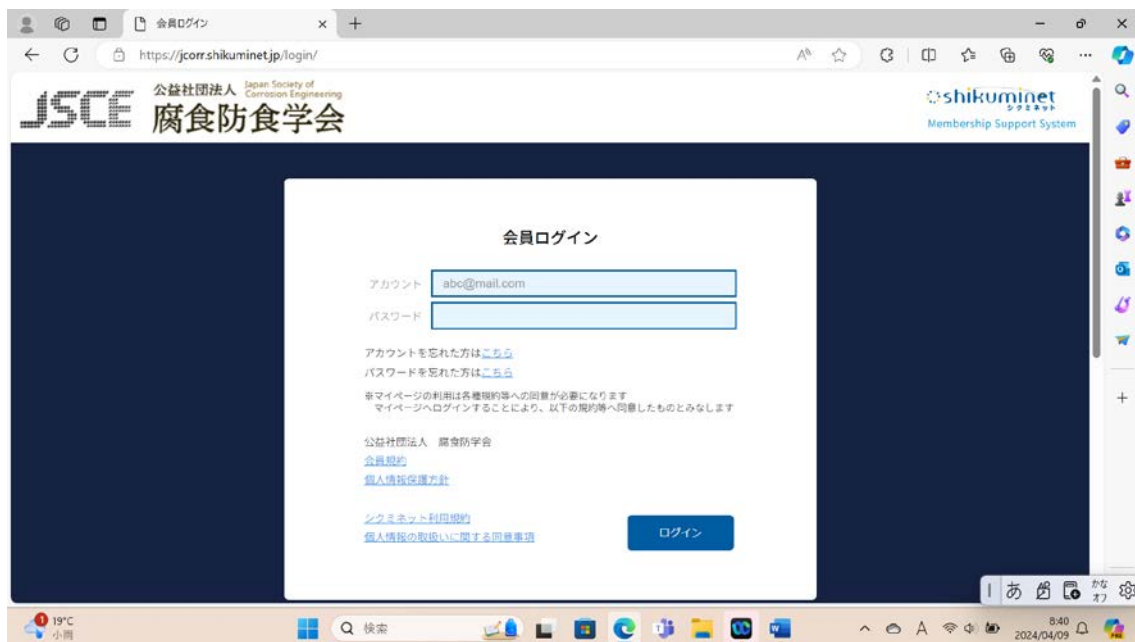 会員ログイン
https://jcorr.shikuminet.jp/login/
JSCE
公益社団法人
Japan Society of
Corrosion Engineering
腐食防食学会
shikuminet
シクミネット
Membership Support System
会員ログイン
アカウント
abc@mail.com
パスワード
アカウントを忘れた方はこちら
パスワードを忘れた方はこちら
※マイページの利用は各種規約等への同意が必要になります
マイページへログインすることにより、以下の規約等へ同意したものとみなします
公益社団法人 腐食防学会
会員規約
個人情報保護方針
シクミネット利用規約
個人情報の取扱いに関する同意事項
ログイン
あ
かな
オフ
1
19°C
小雨
検索
A
8:40
2024/04/09